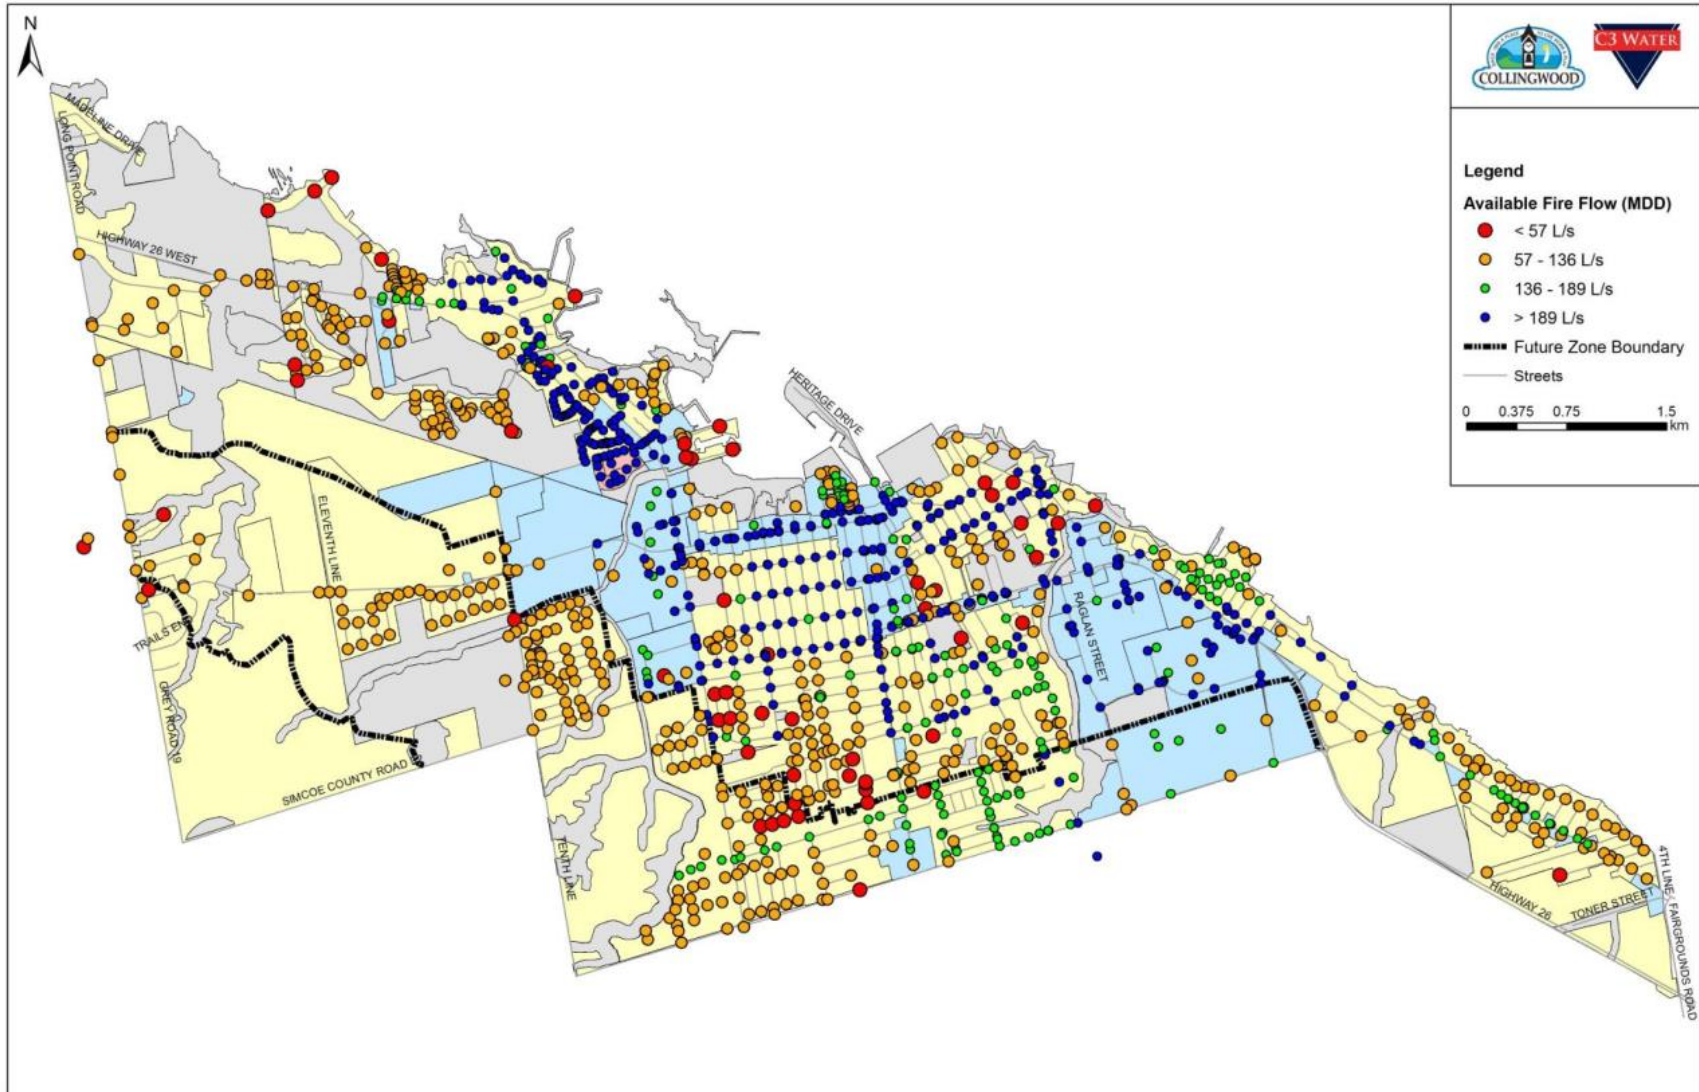 N
COLLINGWOOD
C3 WATER
Legend
Available Fire Flow (MDD)
< 57 L/s
57 - 136 L/s
136 - 189 L/s
> 189 L/s
Future Zone Boundary
Streets
0 0.375 0.75 1.5
km
MADELINE DRIVE
LONG POINT ROAD
HIGHWAY 26 WEST
HERITAGE DRIVE
ELEVENTH LINE
RAGLAN STREET
GREY ROAD 19
SIMCOE COUNTY ROAD
TENTH LINE
HIGHWAY 26
TONER STREET
4TH LINE
FAIRGROUNDS ROAD